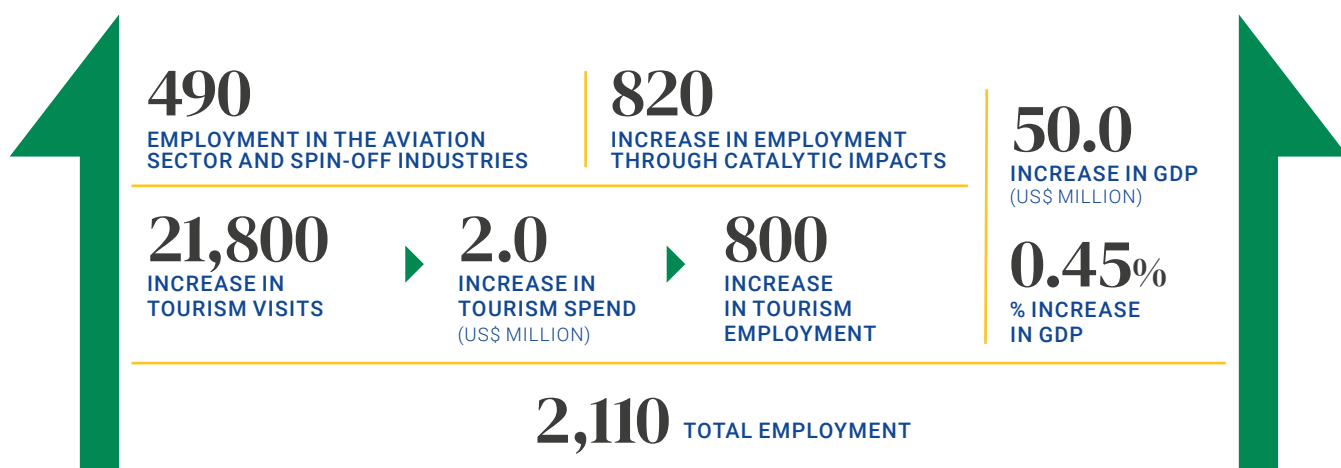 490
EMPLOYMENT IN THE AVIATION
SECTOR AND SPIN-OFF INDUSTRIES
820
INCREASE IN EMPLOYMENT
THROUGH CATALYTIC IMPACTS
50.0
INCREASE IN GDP
(US$ MILLION)
21,800
INCREASE IN
TOURISM VISITS
2.0
INCREASE IN
TOURISM SPEND
(US$ MILLION)
800
INCREASE
IN TOURISM
EMPLOYMENT
0.45%
% INCREASE
IN GDP
2,110 TOTAL EMPLOYMENT